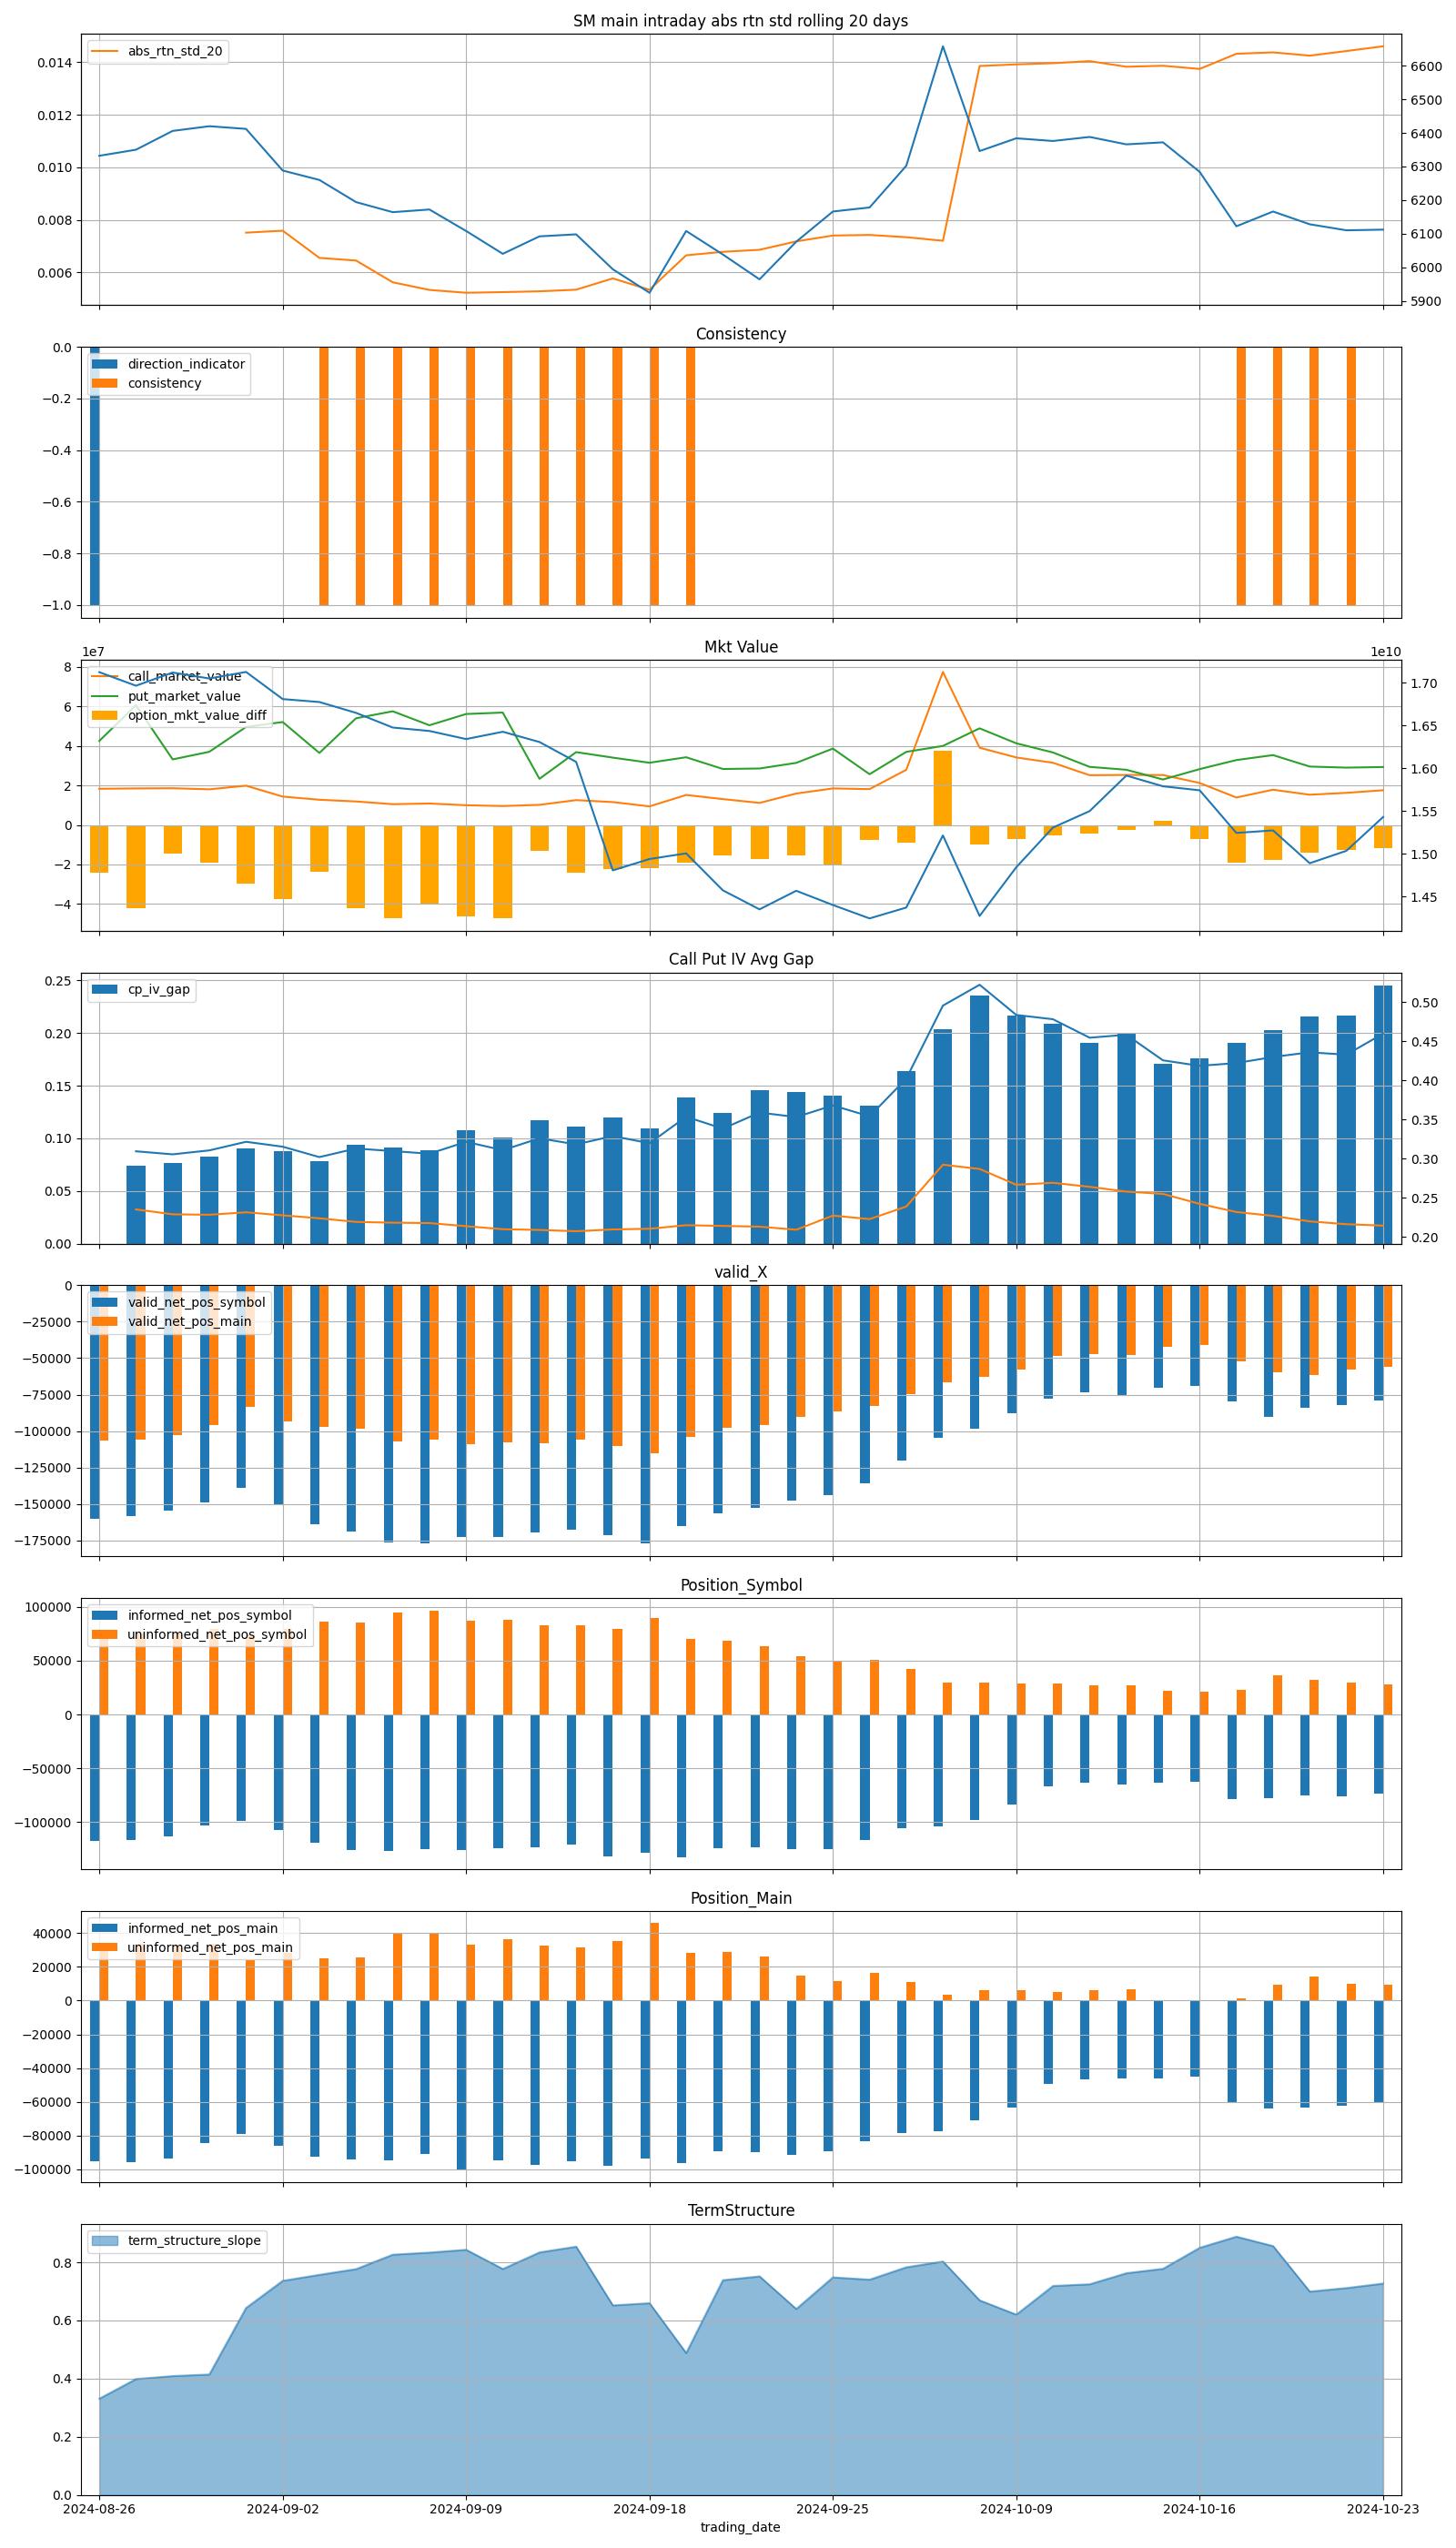 SM main intraday abs rtn std rolling 20 days
abs_rtn_std_20
0.014
0.012
0.010
0.008
0.006
6600
6500
6400
6300
6200
6100
6000
5900
Consistency
direction_indicator
consistency
0.0
−0.2
−0.4
−0.6
−0.8
−1.0
Mkt Value
1e7
1e10
call_market_value
put_market_value
option_mkt_value_diff
8
6
4
2
0
−2
−4
1.70
1.65
1.60
1.55
1.50
1.45
Call Put IV Avg Gap
cp_iv_gap
0.25
0.20
0.15
0.10
0.05
0.00
0.50
0.45
0.40
0.35
0.30
0.25
0.20
valid_X
valid_net_pos_symbol
valid_net_pos_main
0
−25000
−50000
−75000
−100000
−125000
−150000
−175000
Position_Symbol
informed_net_pos_symbol
uninformed_net_pos_symbol
100000
50000
0
−50000
−100000
Position_Main
informed_net_pos_main
uninformed_net_pos_main
40000
20000
0
−20000
−40000
−60000
−80000
−100000
TermStructure
term_structure_slope
0.8
0.6
0.4
0.2
0.0
2024-08-26 2024-09-02 2024-09-09 2024-09-18 2024-09-25 2024-10-09 2024-10-16 2024-10-23
trading_date